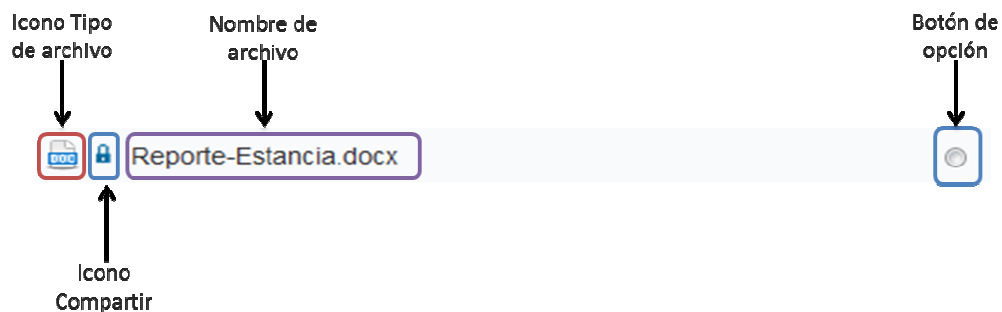 Icono Tipo
de archivo
Nombre de
archivo
Botón de
opción
DOC
Reporte-Estancia.docx
Icono
Compartir